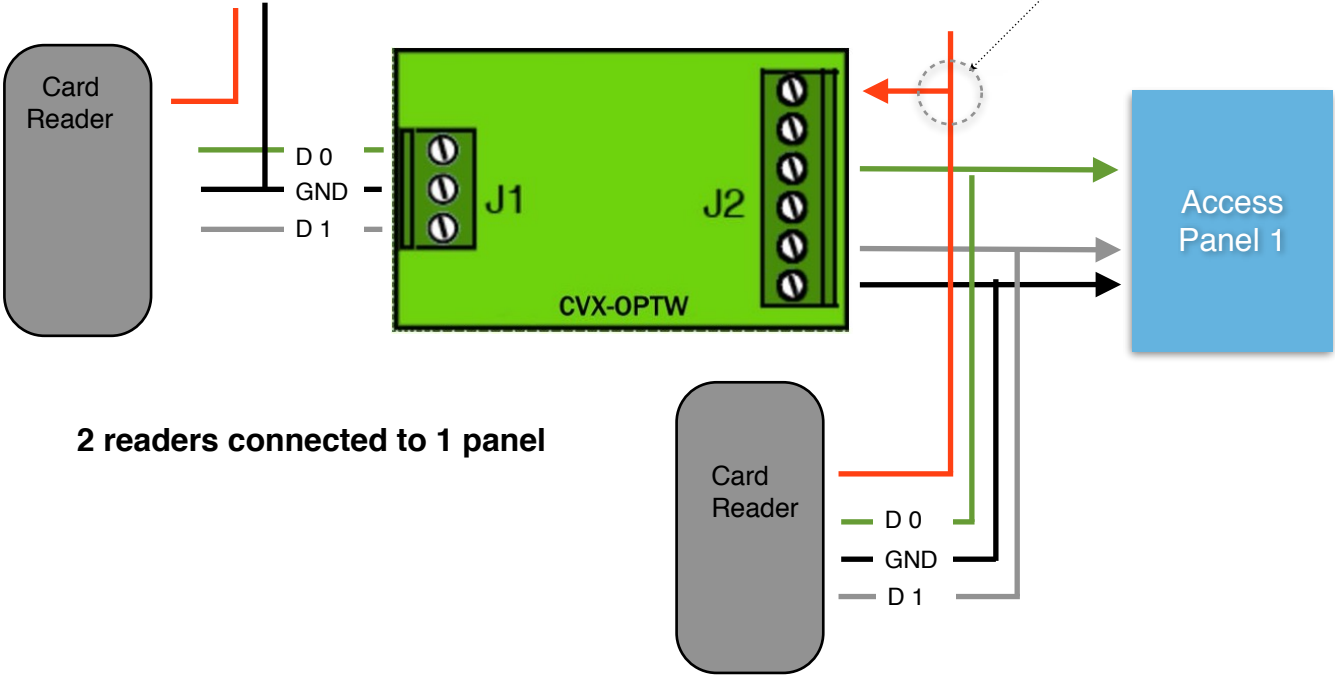 Card
Reader
D 0
GND
D 1
J1
J2
CVX-OPTW
Access
Panel 1
2 readers connected to 1 panel
Card
Reader
D 0
GND
D 1